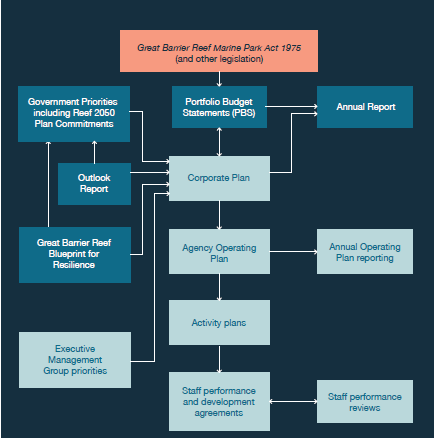 Great Barrier Reef Marine Park Act 1975
(and other legislation)
Government Priorities
including Reef 2050
Plan Commitments
Portfolio Budget
Statements (PBS)
Annual Report
Outlook
Report
Corporate Plan
Great Barrier Reef
Blueprint for
Resilience
Agency Operating
Plan
Annual Operating
Plan reporting
Activity plans
Executive
Management
Group priorities
Staff performance
and development
agreements
Staff performance
reviews